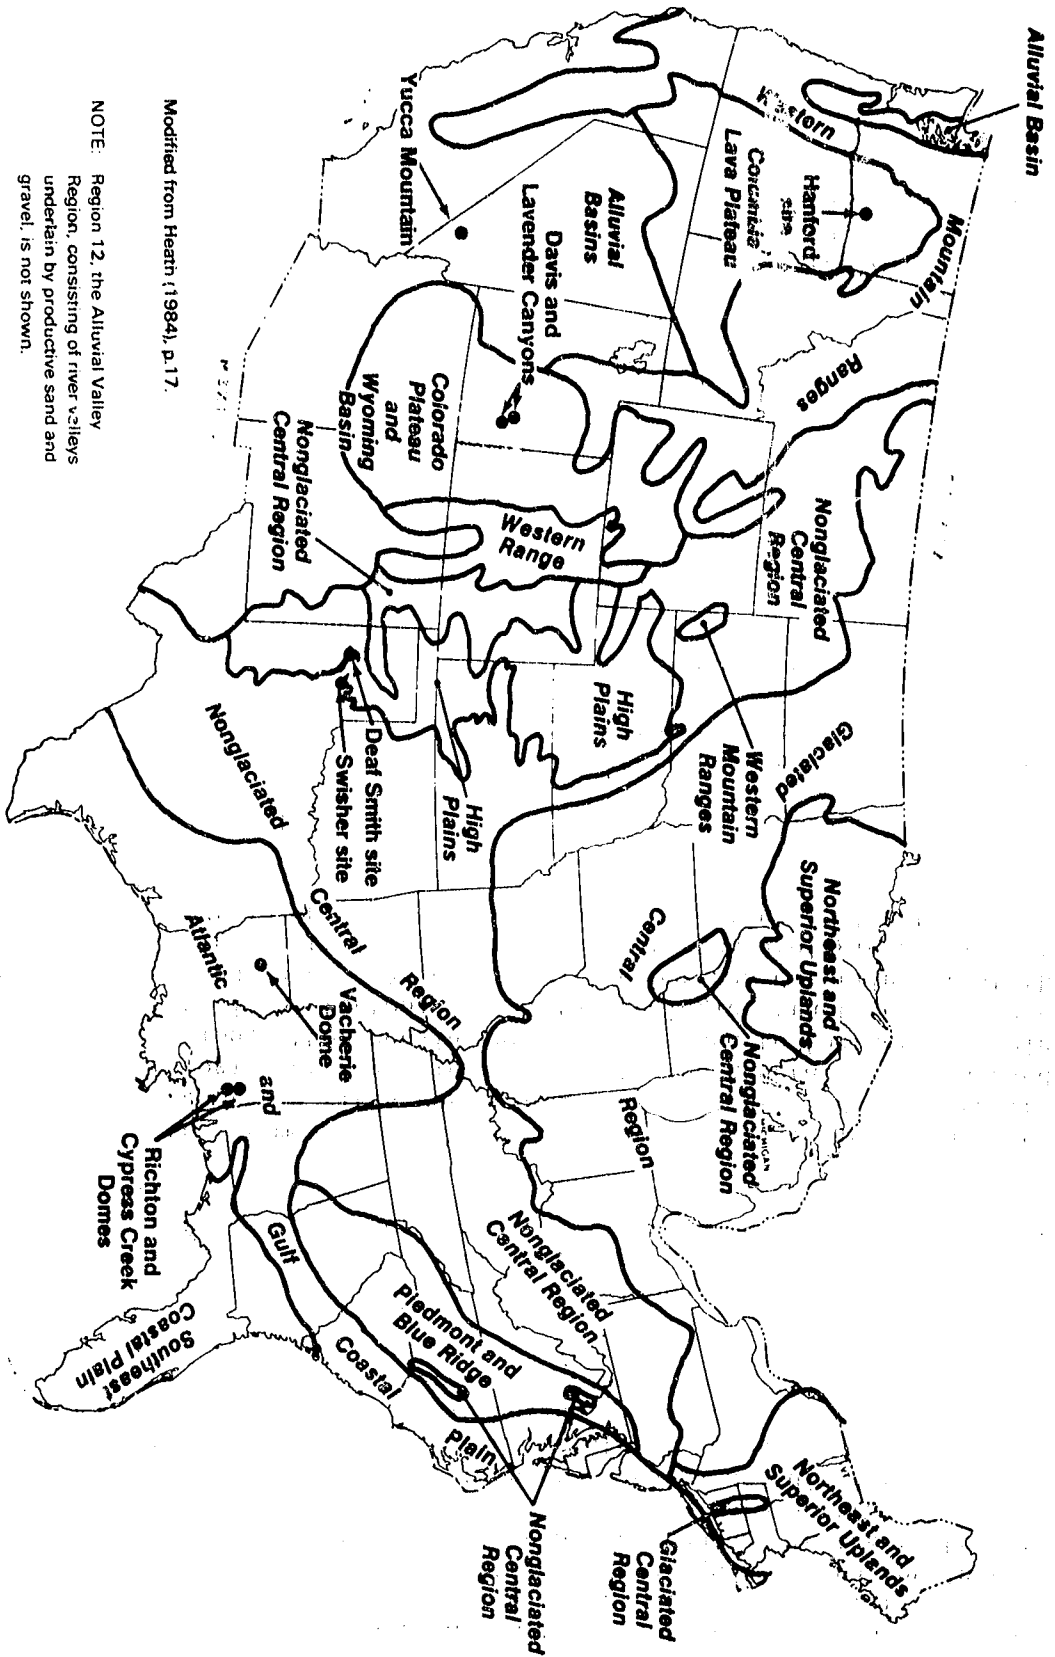 Alluvial Basin
Western
Mountain
Ranges
Columbia
Lava Plateau
Hanford
site
Alluvial
Basins
Yucca Mountain
Davis and
Lavender Canyons
Colorado
Plateau
and
Wyoming
Basin
Nonglaciated
Central Region
Western
Range
Nonglaciated
Central
Region
High
Plains
Western
Mountain
Ranges
High
Plains
Deaf Smith site
Swisher site
Glaciated
Central
Region
Northeast and
Superior Uplands
Nonglaciated
Central Region
MICHIGAN
Nonglaciated
Central
Region
Nonglaciated
Central Region
Vacherie
Dome
Richton and
Cypress Creek
Domes
Atlantic
and
Gulf
Coastal
Plain
Southeast
Coastal Plain
Piedmont and
Blue Ridge
Northeast and
Superior Uplands
Glaciated
Central
Region
Nonglaciated
Central
Region
Modified from Heath (1984), p.17.
NOTE: Region 12, the Alluvial Valley
Region, consisting of river valleys
underlain by productive sand and
gravel, is not shown.